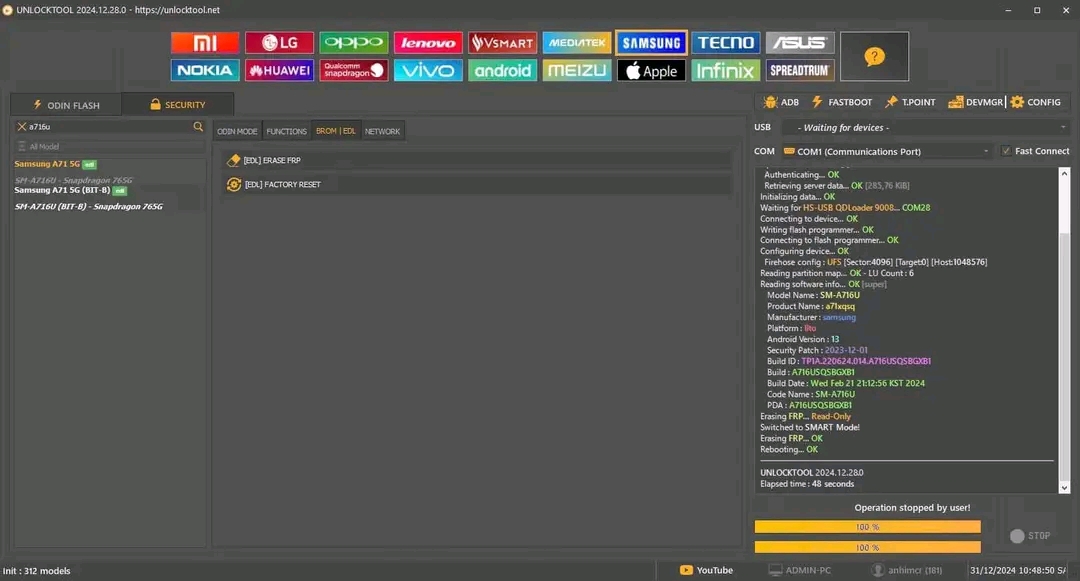 UNLOCKTOOL 2024.12.28.0 - https://unlocktool.net
mi LG oppo lenovo VSMART MEDIATEK SAMSUNG TECNO ASUS ?
NOKIA HUAWEI Qualcomm snapdragon vivo android MEIZU Apple Infinix SPREADTRUM
ODIN FLASH SECURITY
ADB FASTBOOT T.POINT DEVMGR CONFIG
a716u
ODIN MODE FUNCTIONS BROM | EDL NETWORK
USB - Waiting for devices -
All Model
COM COM1 (Communications Port) Fast Connect
[EDL] ERASE FRP
[EDL] FACTORY RESET
Samsung A71 5G edl
SM-A716U - Snapdragon 765G
Samsung A71 5G (BIT-B) edl
SM-A716U (BIT-B) - Snapdragon 765G
Authenticating... OK
Retrieving server data... OK [285,76 KiB]
Initializing data... OK
Waiting for HS-USB QDLoader 9008... COM28
Connecting to device... OK
Writing flash programmer... OK
Connecting to flash programmer... OK
Configuring device... OK
Firehose config : UFS [Sector:4096] [Target:0] [Host:1048576]
Reading partition map... OK - LU Count : 6
Reading software info... OK [super]
Model Name : SM-A716U
Product Name : a71xqsq
Manufacturer : samsung
Platform : lito
Android Version : 13
Security Patch : 2023-12-01
Build ID : TP1A.220624.014.A716USQSBGXB1
Build : A716USQSBGXB1
Build Date : Wed Feb 21 21:12:56 KST 2024
Code Name : SM-A716U
PDA : A716USQSBGXB1
Erasing FRP... Read-Only
Switched to SMART Mode!
Erasing FRP... OK
Rebooting... OK
UNLOCKTOOL 2024.12.28.0
Elapsed time : 48 seconds
Operation stopped by user!
100 %
100 %
STOP
Init : 312 models
YouTube ADMIN-PC anhimcr (181) 31/12/2024 10:48:50 SA